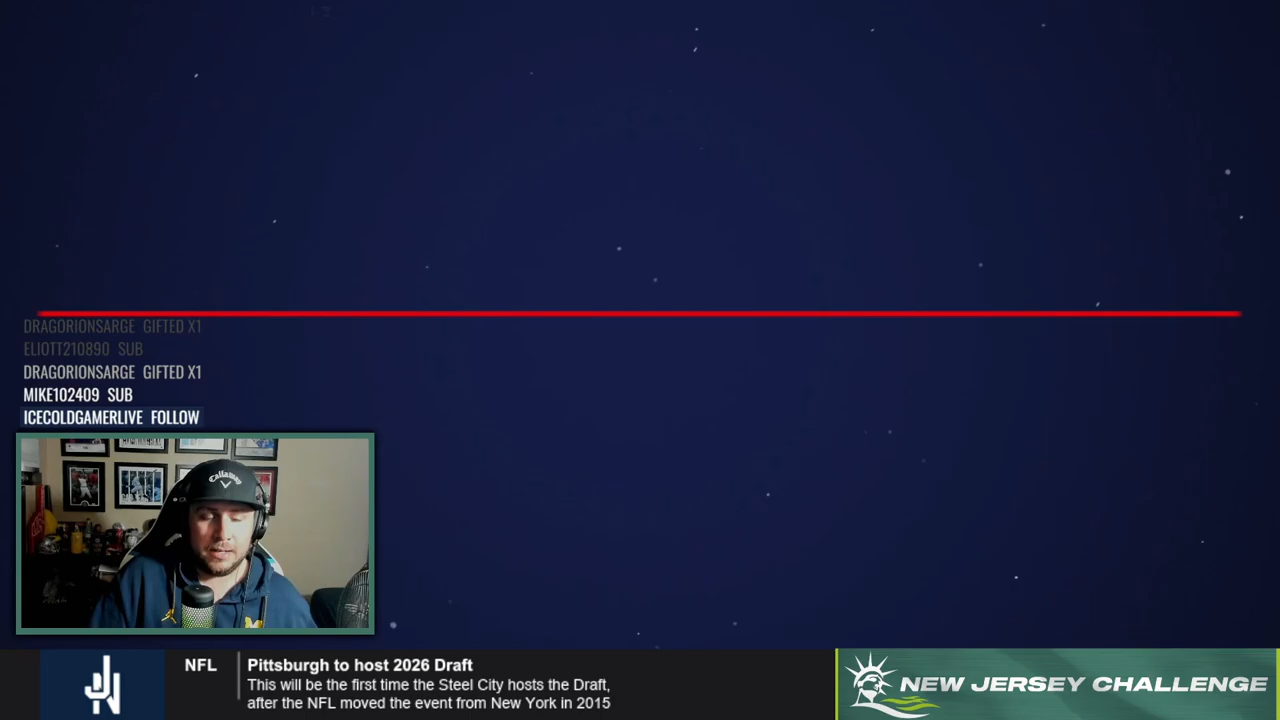 DRAGORIONSARGE GIFTED X1
ELIOTT210890 SUB
DRAGORIONSARGE GIFTED X1
MIKE102409 SUB
ICECOLDGAMERLIVE FOLLOW
Callaway
NFL
Pittsburgh to host 2026 Draft
This will be the first time the Steel City hosts the Draft,
after the NFL moved the event from New York in 2015
NEW JERSEY CHALLENGE